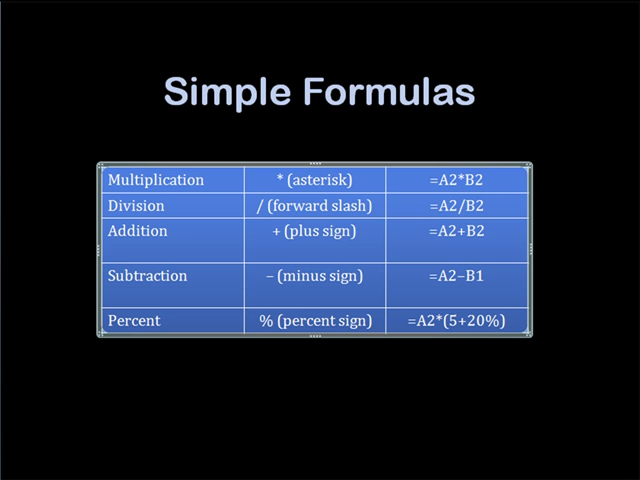 Simple Formulas
Multiplication * (asterisk) =A2*B2
Division / (forward slash) =A2/B2
Addition + (plus sign) =A2+B2
Subtraction – (minus sign) =A2–B1
Percent % (percent sign) =A2*(5+20%)